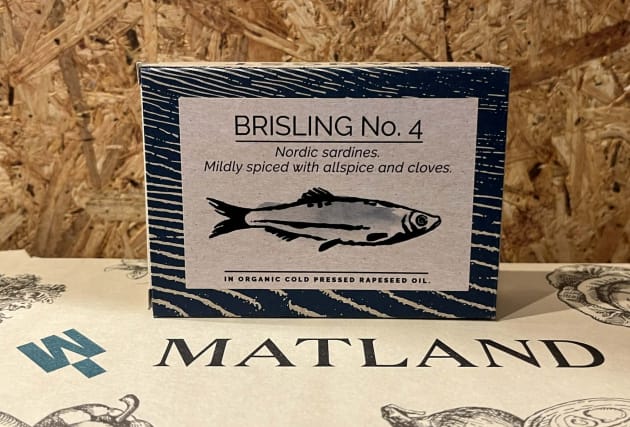 BRISLING No. 4
Nordic sardines.
Mildly spiced with allspice and cloves.
IN ORGANIC COLD PRESSED RAPESEED OIL.
MATLAND